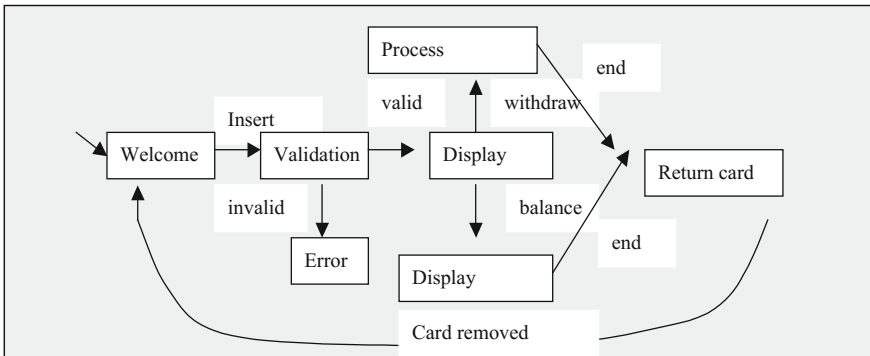 Process
end
valid
withdraw
Insert
Welcome
Validation
Display
Return card
invalid
balance
end
Error
Display
Card removed